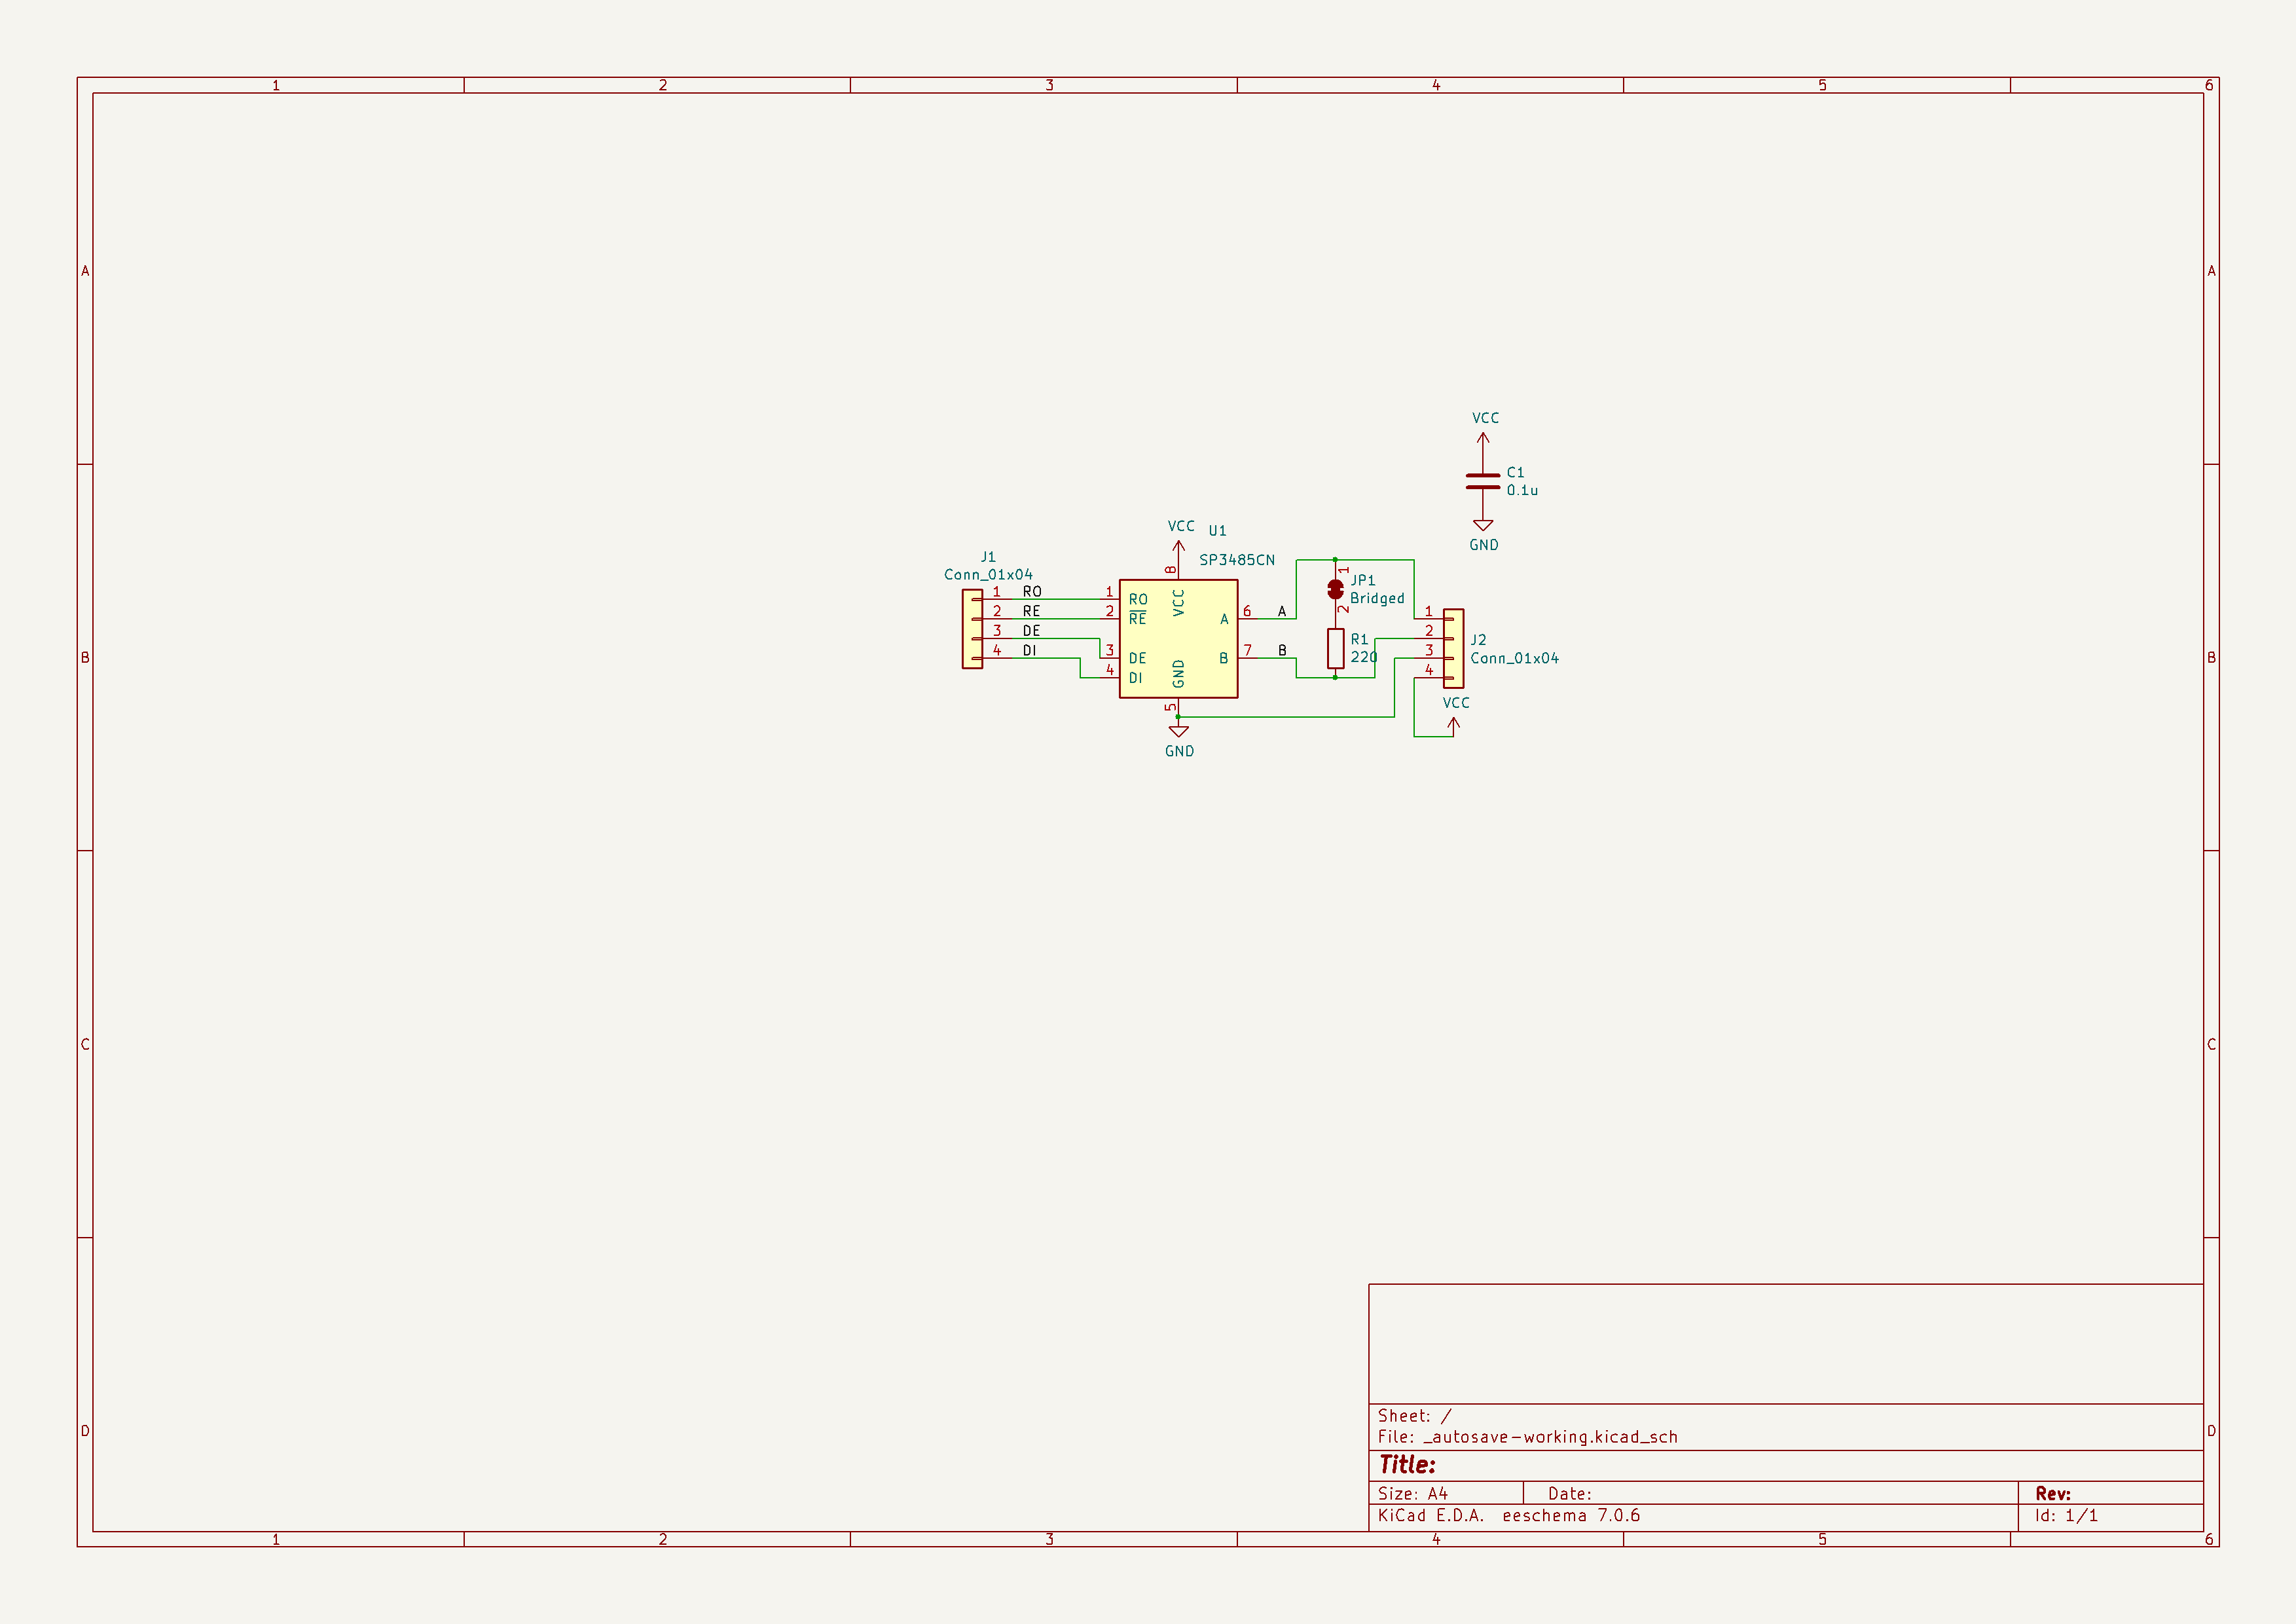 1 2 3 4 5 6
A A
VCC
C1
0.1u
GND
VCC U1
SP3485CN
J1
Conn_01x04
1 RO 1 RO
2 RE 2 RE
3 DE 3 DE
4 DI 4 DI
8 VCC
GND 5
A 6 A
B 7 B
GND
1 JP1
Bridged
2
R1
220
1
2
3
4
J2
Conn_01x04
VCC
B B
C C
D D
Sheet: /
File: _autosave-working.kicad_sch
Title:
Size: A4 Date: Rev:
KiCad E.D.A. eeschema 7.0.6 Id: 1/1
1 2 3 4 5 6